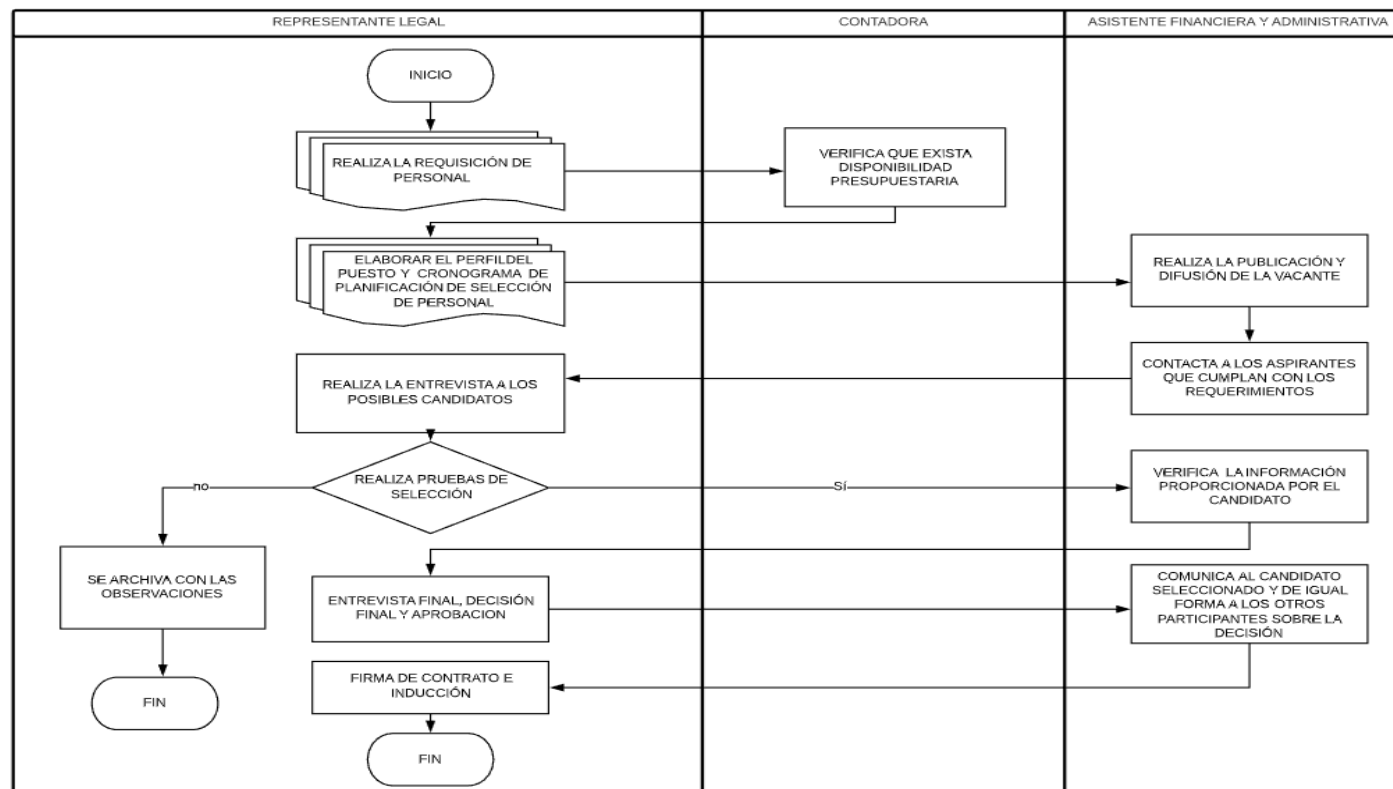 REPRESENTANTE LEGAL
CONTADORA
ASISTENTE FINANCIERA Y ADMINISTRATIVA
INICIO
REALIZA LA REQUISICIÓN DE
PERSONAL
VERIFICA QUE EXISTA
DISPONIBILIDAD
PRESUPUESTARIA
ELABORAR EL PERFILDEL
PUESTO Y CRONOGRAMA DE
PLANIFICACIÓN DE SELECCIÓN
DE PERSONAL
REALIZA LA PUBLICACIÓN Y
DIFUSIÓN DE LA VACANTE
CONTACTA A LOS ASPIRANTES
QUE CUMPLAN CON LOS
REQUERIMIENTOS
REALIZA LA ENTREVISTA A LOS
POSIBLES CANDIDATOS
REALIZA PRUEBAS DE
SELECCIÓN
no
Sí
VERIFICA LA INFORMACIÓN
PROPORCIONADA POR EL
CANDIDATO
SE ARCHIVA CON LAS
OBSERVACIONES
ENTREVISTA FINAL, DECISIÓN
FINAL Y APROBACION
COMUNICA AL CANDIDATO
SELECCIONADO Y DE IGUAL
FORMA A LOS OTROS
PARTICIPANTES SOBRE LA
DECISIÓN
FIRMA DE CONTRATO E
INDUCCIÓN
FIN
FIN